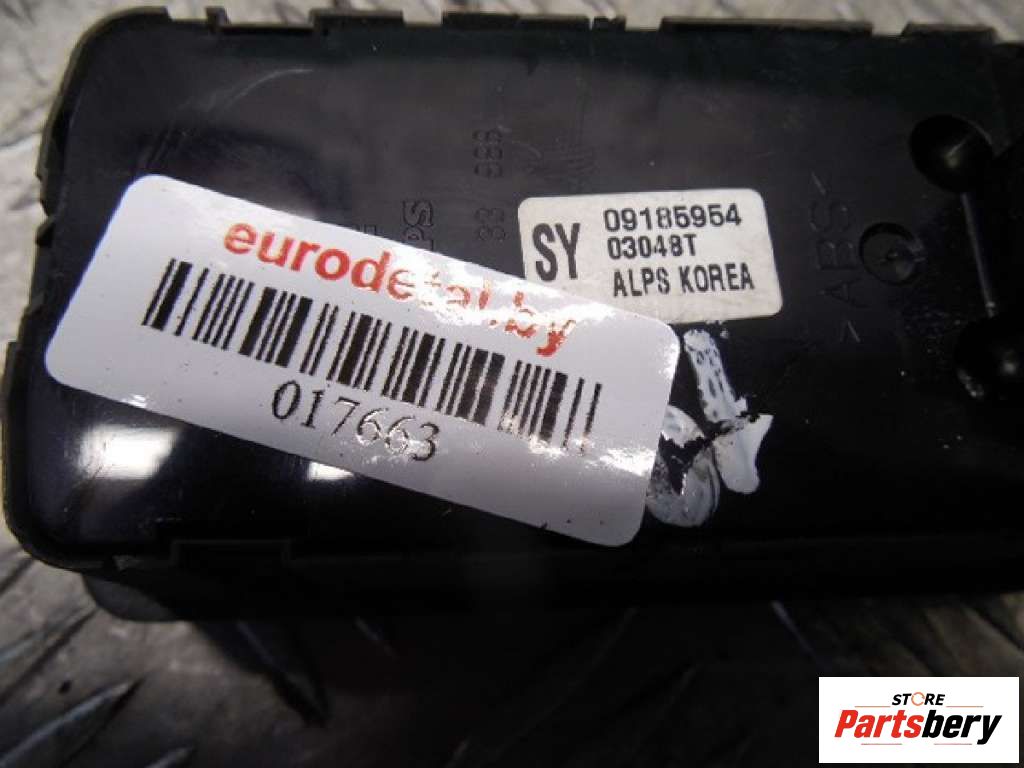 SY
09185954
03048T
ALPS KOREA
eurodetal.by
017663
>ABS<
STORE
Partsbery